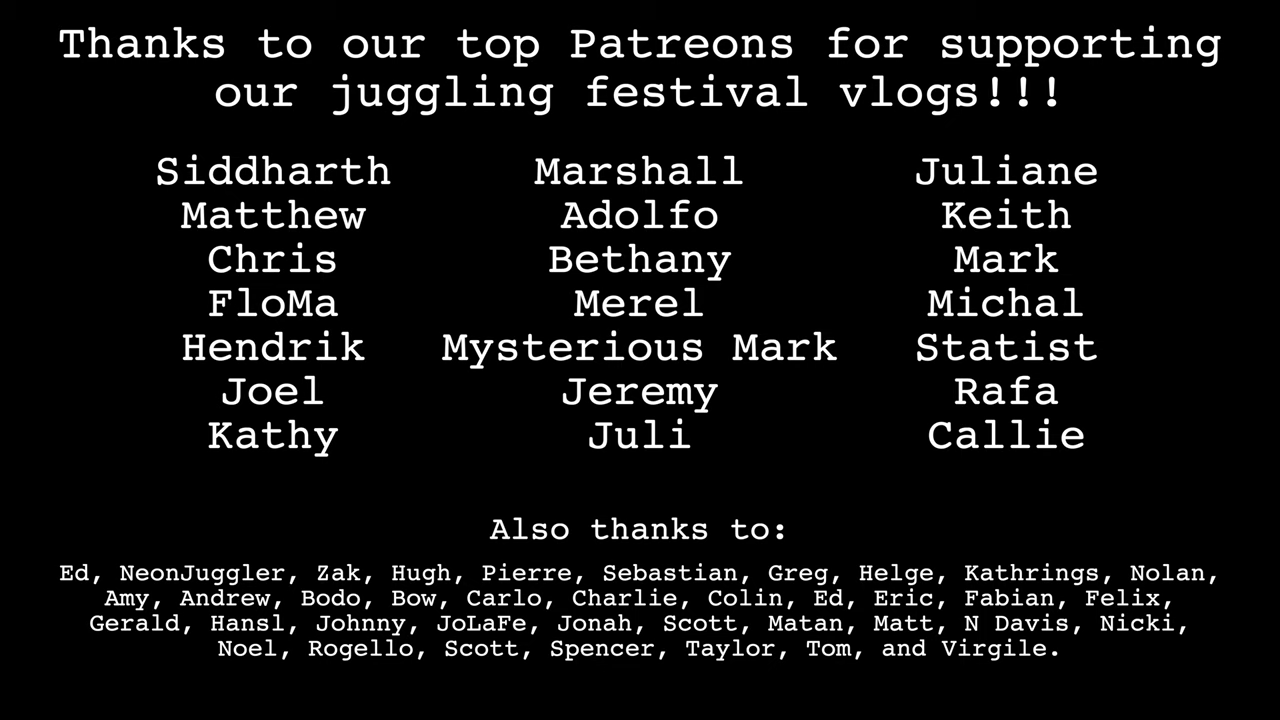 Thanks to our top Patreons for supporting
our juggling festival vlogs!!!
Siddharth Marshall Juliane
Matthew Adolfo Keith
Chris Bethany Mark
FloMa Merel Michal
Hendrik Mysterious Mark Statist
Joel Jeremy Rafa
Kathy Juli Callie
Also thanks to:
Ed, NeonJuggler, Zak, Hugh, Pierre, Sebastian, Greg, Helge, Kathrings, Nolan,
Amy, Andrew, Bodo, Bow, Carlo, Charlie, Colin, Ed, Eric, Fabian, Felix,
Gerald, Hansl, Johnny, JoLaFe, Jonah, Scott, Matan, Matt, N Davis, Nicki,
Noel, Rogello, Scott, Spencer, Taylor, Tom, and Virgile.